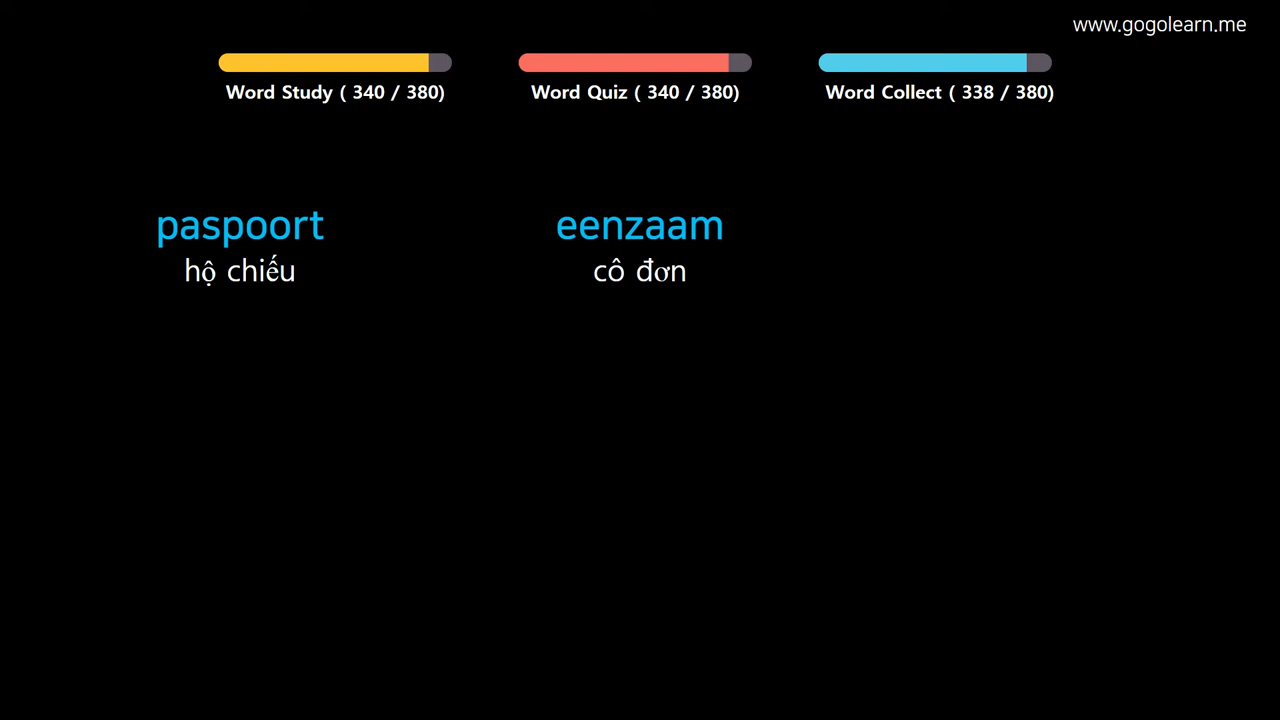 www.gogolearn.me
Word Study ( 340 / 380)
Word Quiz ( 340 / 380)
Word Collect ( 338 / 380)
paspoort
hộ chiếu
eenzaam
cô đơn